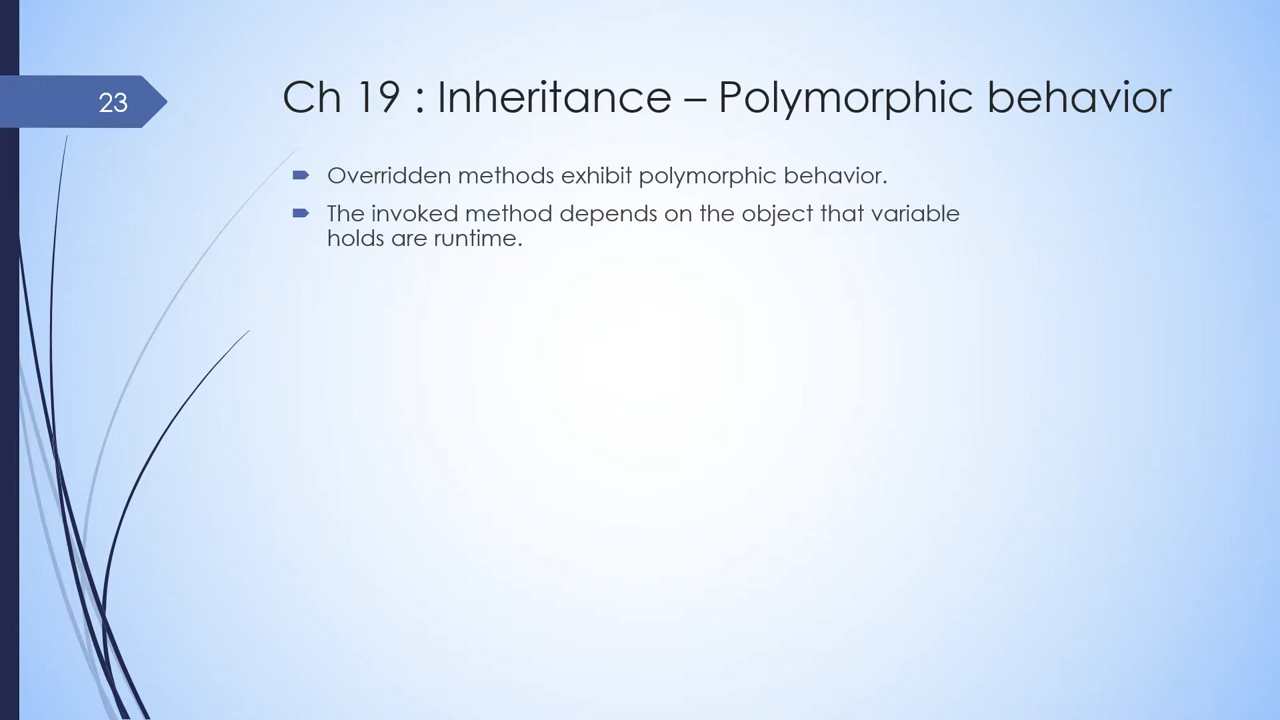 23
Ch 19 : Inheritance – Polymorphic behavior
Overridden methods exhibit polymorphic behavior.
The invoked method depends on the object that variable
holds are runtime.